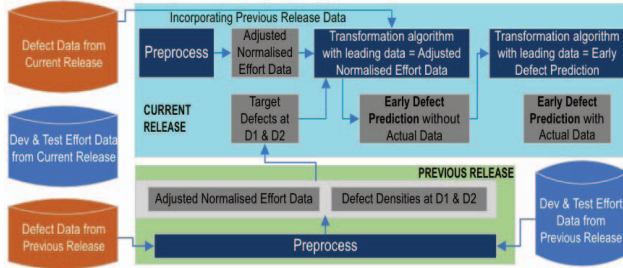 Defect Data from
Current Release
Dev & Test Effort Data
from Current Release
Defect Data from
Previous Release
Incorporating Previous Release Data
Preprocess
Adjusted
Normalised
Effort Data
Transformation algorithm
with leading data = Adjusted
Normalised Effort Data
Transformation algorithm
with leading data = Early
Defect Prediction
CURRENT
RELEASE
Target
Defects at
D1 & D2
Early Defect
Prediction without
Actual Data
Early Defect
Prediction with
Actual Data
PREVIOUS RELEASE
Adjusted Normalised Effort Data
Defect Densities at D1 & D2
Preprocess
Dev & Test Effort
Data from
Previous Release